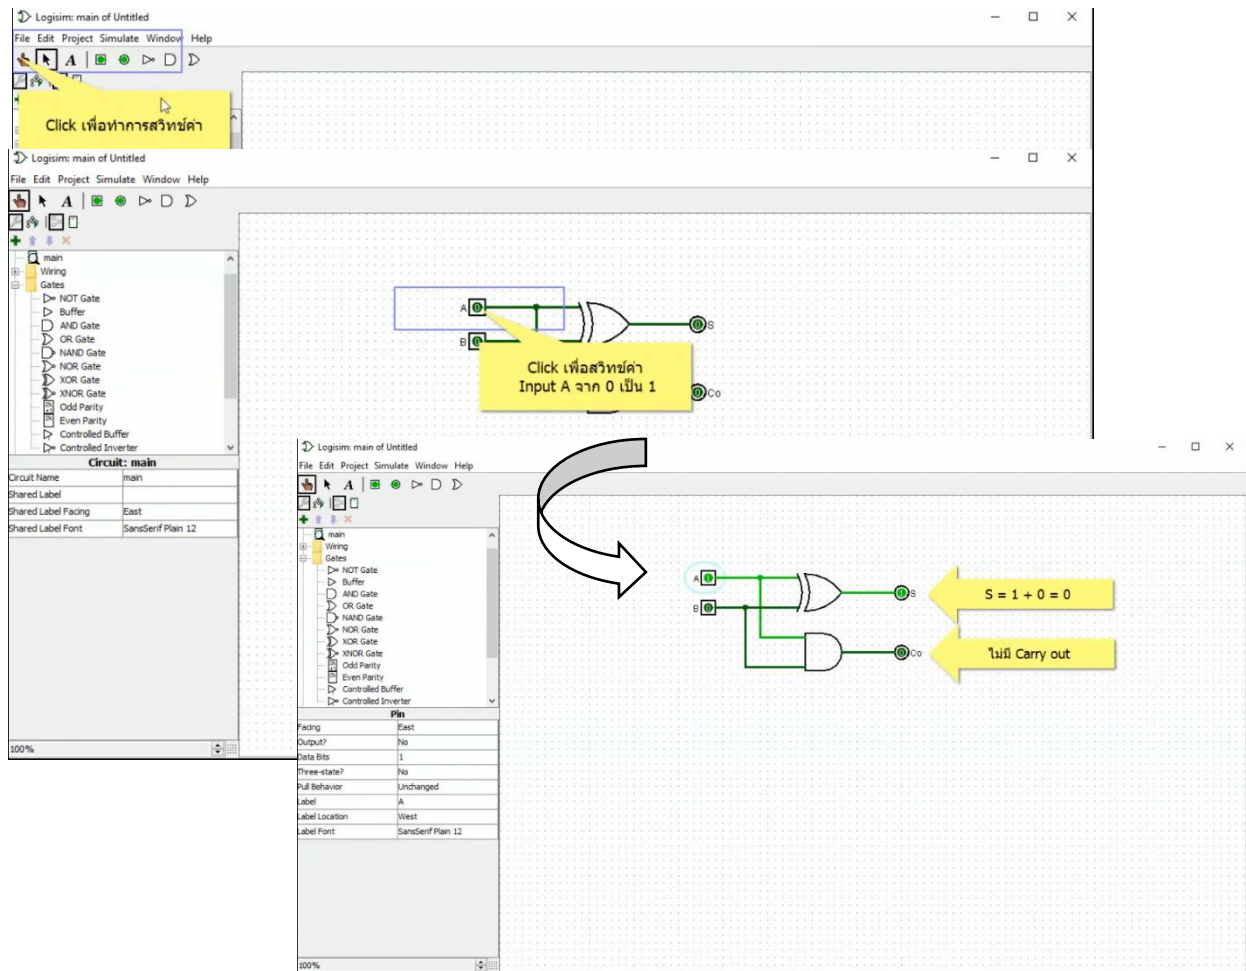 Logisim: main of Untitled
File Edit Project Simulate Window Help
A
Click เพื่อทำการสวิทช์ค่า
Logisim: main of Untitled
File Edit Project Simulate Window Help
A
main
Wiring
Gates
NOT Gate
Buffer
AND Gate
OR Gate
NAND Gate
NOR Gate
XOR Gate
XNOR Gate
Odd Parity
Even Parity
Controlled Buffer
Controlled Inverter
Circuit: main
Circuit Name main
Shared Label
Shared Label Facing East
Shared Label Font SansSerif Plain 12
100%
A 0
B 0
0 S
0 Co
Click เพื่อสวิทช์ค่า
Input A จาก 0 เป็น 1
Logisim: main of Untitled
File Edit Project Simulate Window Help
A
main
Wiring
Gates
NOT Gate
Buffer
AND Gate
OR Gate
NAND Gate
NOR Gate
XOR Gate
XNOR Gate
Odd Parity
Even Parity
Controlled Buffer
Controlled Inverter
Pin
Facing East
Output? No
Data Bits 1
Three-state? No
Pull Behavior Unchanged
Label A
Label Location West
Label Font SansSerif Plain 12
100%
A 1
B 0
1 S
0 Co
S = 1 + 0 = 0
ไม่มี Carry out